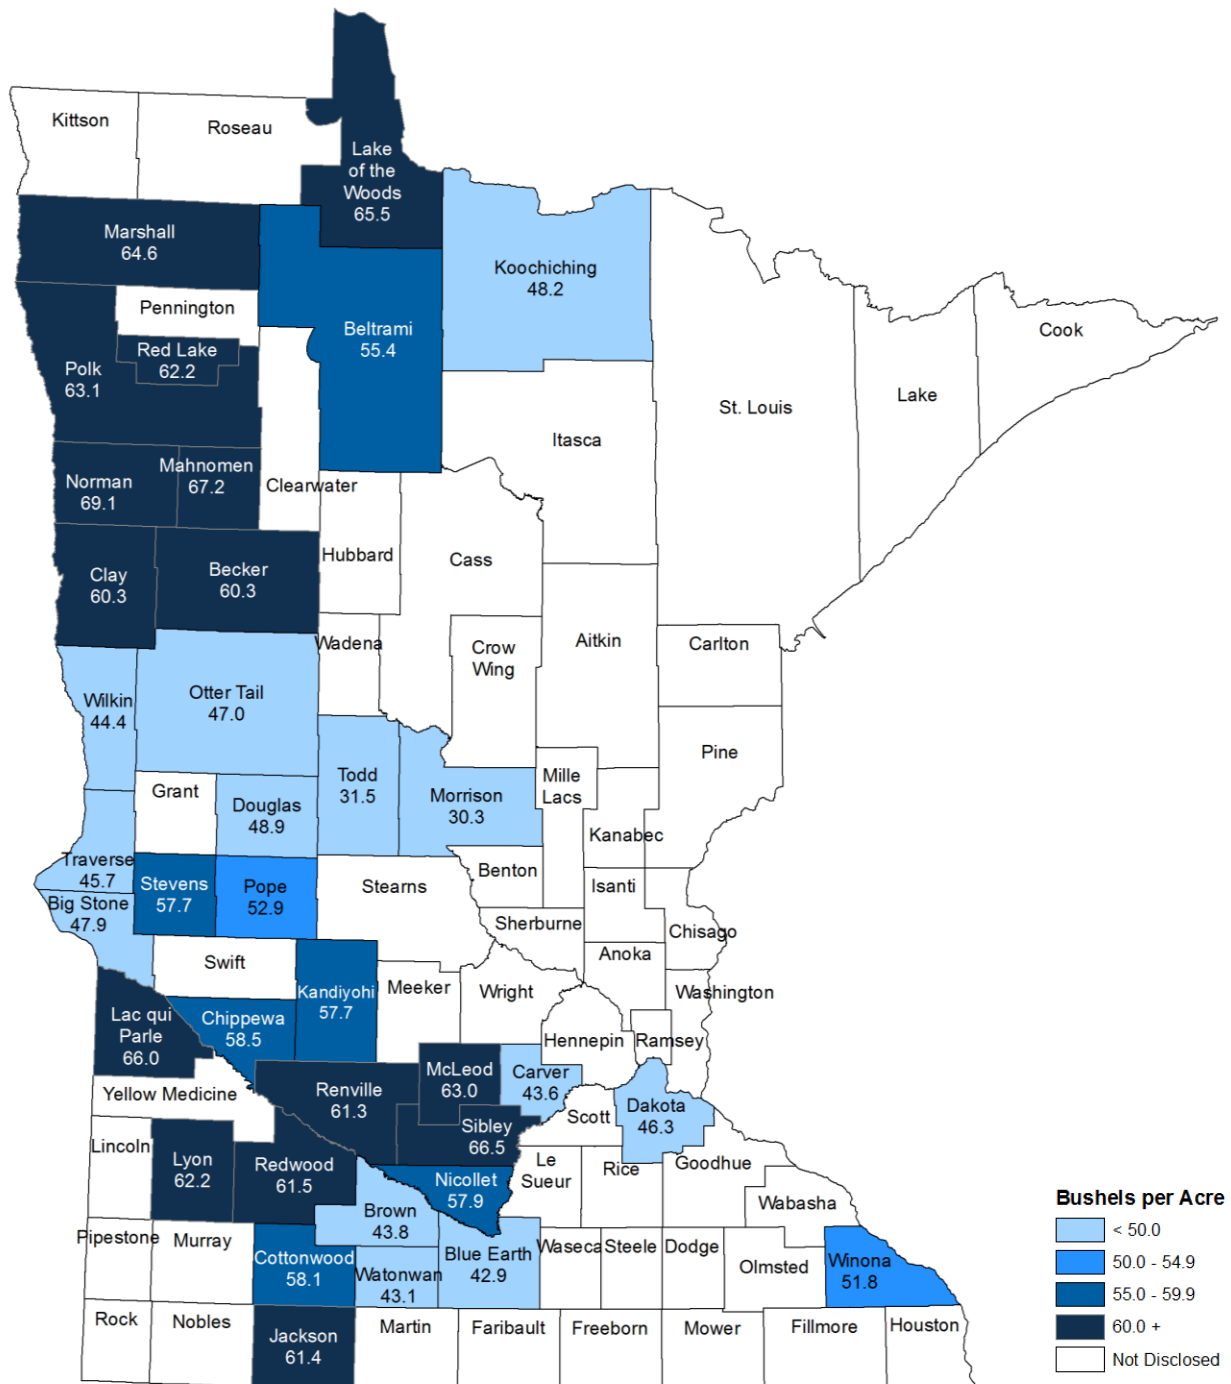 Kittson
Roseau
Lake
of the
Woods
65.5
Marshall
64.6
Koochiching
48.2
Pennington
Beltrami
55.4
Cook
Red Lake
62.2
Polk
63.1
Lake
St. Louis
Itasca
Mahnomen
67.2
Norman
69.1
Clearwater
Hubbard
Cass
Becker
60.3
Clay
60.3
Wadena
Crow
Wing
Aitkin
Carlton
Otter Tail
47.0
Wilkin
44.4
Pine
Todd
31.5
Mille
Lacs
Grant
Douglas
48.9
Morrison
30.3
Kanabec
Traverse
45.7
Stevens
57.7
Pope
52.9
Stearns
Benton
Isanti
Big Stone
47.9
Sherburne
Chisago
Anoka
Swift
Kandiyohi
57.7
Meeker
Wright
Washington
Lac qui
Parle
66.0
Chippewa
58.5
Hennepin
Ramsey
McLeod
63.0
Carver
43.6
Yellow Medicine
Renville
61.3
Scott
Dakota
46.3
Sibley
66.5
Lincoln
Lyon
62.2
Redwood
61.5
Nicollet
57.9
Le
Sueur
Rice
Goodhue
Wabasha
Brown
43.8
Pipestone
Murray
Cottonwood
58.1
Watonwan
43.1
Blue Earth
42.9
Waseca
Steele
Dodge
Olmsted
Winona
51.8
Rock
Nobles
Jackson
61.4
Martin
Faribault
Freeborn
Mower
Fillmore
Houston
Bushels per Acre
< 50.0
50.0 - 54.9
55.0 - 59.9
60.0 +
Not Disclosed